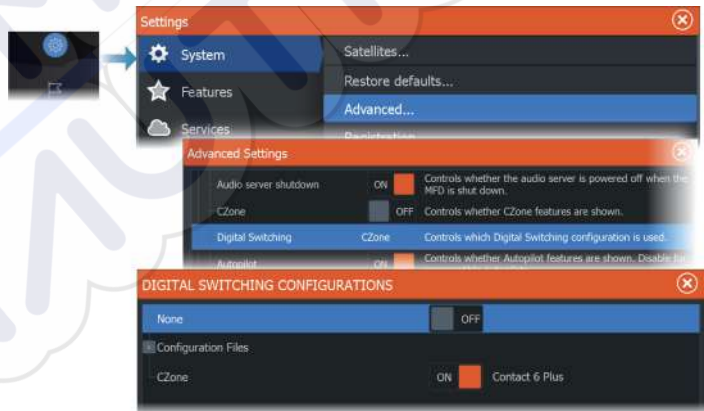 Settings
System
Features
Services
Satellites...
Restore defaults...
Advanced...
Registration
Advanced Settings
Audio server shutdown ON Controls whether the audio server is powered off when the
MFD is shut down.
CZone OFF Controls whether CZone features are shown.
Digital Switching CZone Controls which Digital Switching configuration is used.
Autopilot ON Controls whether Autopilot features are shown. Disable for
DIGITAL SWITCHING CONFIGURATIONS
None OFF
Configuration Files
CZone ON Contact 6 Plus